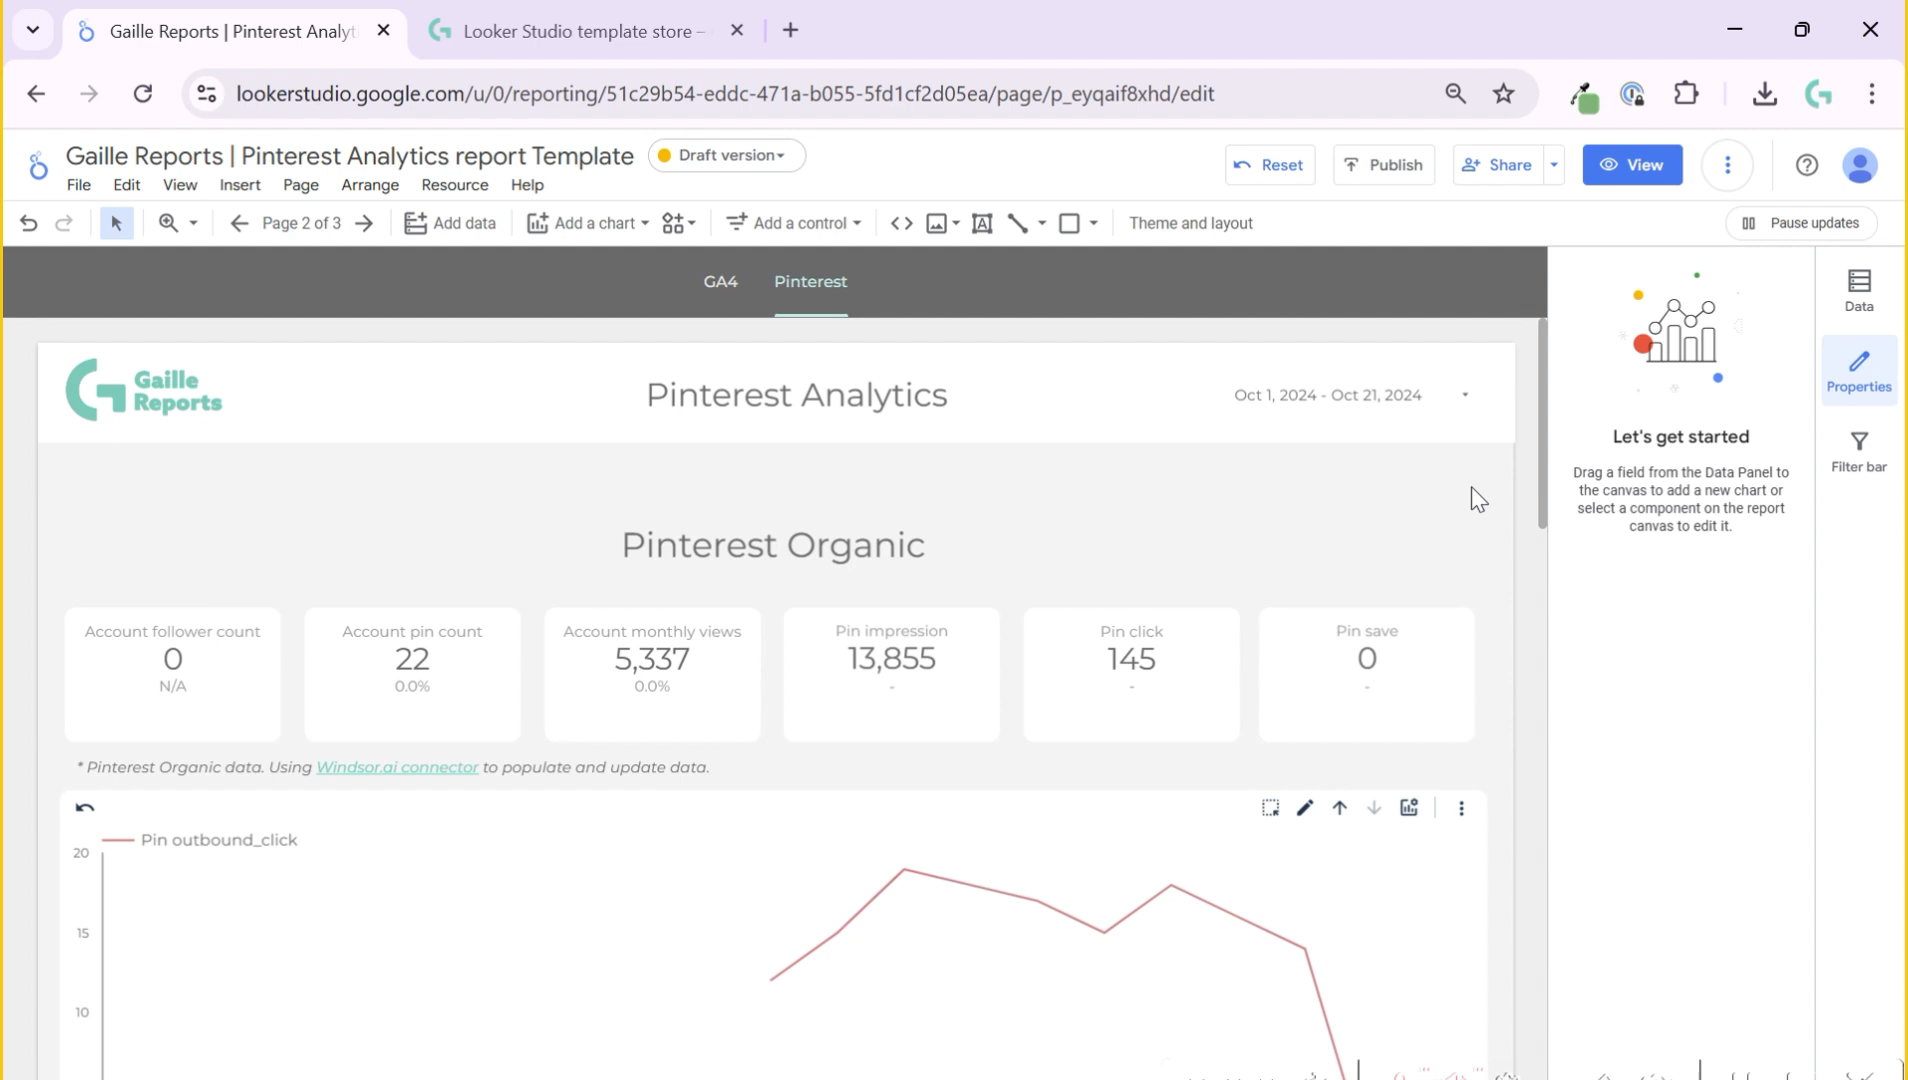 Gaille Reports | Pinterest Analyt
Looker Studio template store –
lookerstudio.google.com/u/0/reporting/51c29b54-eddc-471a-b055-5fd1cf2d05ea/page/p_eyqaif8xhd/edit
Gaille Reports | Pinterest Analytics report Template
Draft version
Reset
Publish
Share
View
File Edit View Insert Page Arrange Resource Help
Page 2 of 3
Add data
Add a chart
Add a control
Theme and layout
Pause updates
GA4 Pinterest
Gaille
Reports
Pinterest Analytics
Oct 1, 2024 - Oct 21, 2024
Pinterest Organic
Account follower count
0
N/A
Account pin count
22
0.0%
Account monthly views
5,337
0.0%
Pin impression
13,855
-
Pin click
145
-
Pin save
0
-
* Pinterest Organic data. Using Windsor.ai connector to populate and update data.
Pin outbound_click
20
15
10
Let's get started
Drag a field from the Data Panel to
the canvas to add a new chart or
select a component on the report
canvas to edit it.
Data
Properties
Filter bar